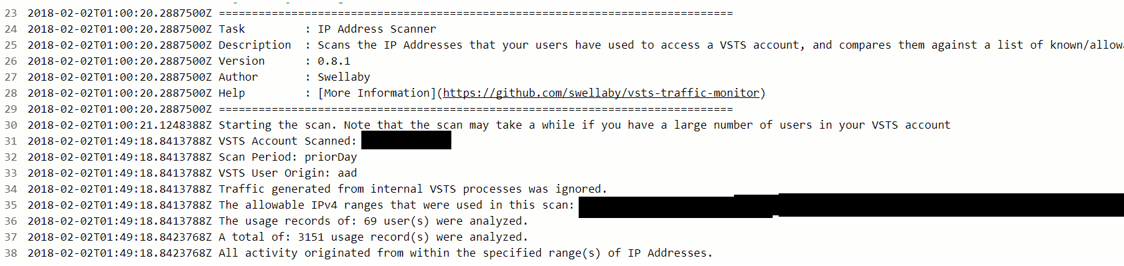 23 2018-02-02T01:00:20.2887500Z ==============================================================================
24 2018-02-02T01:00:20.2887500Z Task : IP Address Scanner
25 2018-02-02T01:00:20.2887500Z Description : Scans the IP Addresses that your users have used to access a VSTS account, and compares them against a list of known/allowa
26 2018-02-02T01:00:20.2887500Z Version : 0.8.1
27 2018-02-02T01:00:20.2887500Z Author : Swellaby
28 2018-02-02T01:00:20.2887500Z Help : [More Information](https://github.com/swellaby/vsts-traffic-monitor)
29 2018-02-02T01:00:20.2887500Z ==============================================================================
30 2018-02-02T01:00:21.1248388Z Starting the scan. Note that the scan may take a while if you have a large number of users in your VSTS account
31 2018-02-02T01:49:18.8413788Z VSTS Account Scanned:
32 2018-02-02T01:49:18.8413788Z Scan Period: priorDay
33 2018-02-02T01:49:18.8413788Z VSTS User Origin: aad
34 2018-02-02T01:49:18.8413788Z Traffic generated from internal VSTS processes was ignored.
35 2018-02-02T01:49:18.8413788Z The allowable IPv4 ranges that were used in this scan:
36 2018-02-02T01:49:18.8413788Z The usage records of: 69 user(s) were analyzed.
37 2018-02-02T01:49:18.8423768Z A total of: 3151 usage record(s) were analyzed.
38 2018-02-02T01:49:18.8423768Z All activity originated from within the specified range(s) of IP Addresses.